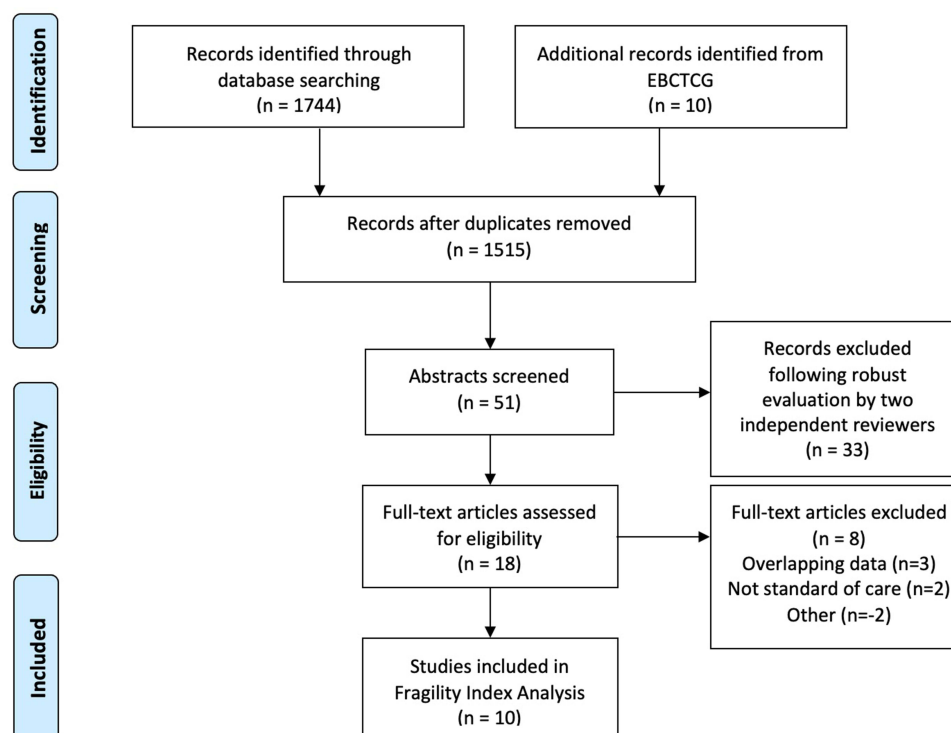 Identification
Records identified through
database searching
(n = 1744)
Additional records identified from
EBCTCG
(n = 10)
Screening
Records after duplicates removed
(n = 1515)
Abstracts screened
(n = 51)
Records excluded
following robust
evaluation by two
independent reviewers
(n = 33)
Eligibility
Full-text articles assessed
for eligibility
(n = 18)
Full-text articles excluded
(n = 8)
Overlapping data (n=3)
Not standard of care (n=2)
Other (n=-2)
Included
Studies included in
Fragility Index Analysis
(n = 10)